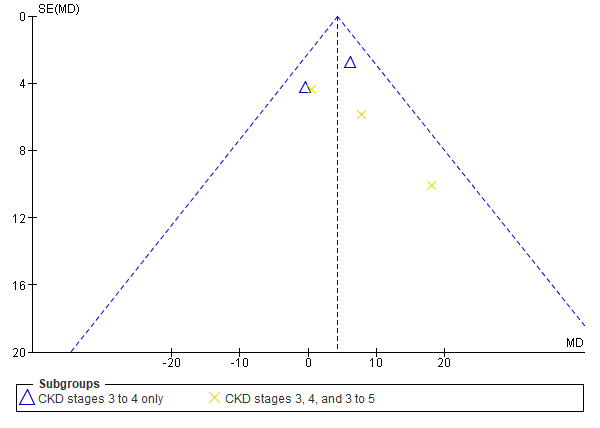 SE(MD)
0
4
8
12
16
20
-20 -10 0 10 20
MD
Subgroups
CKD stages 3 to 4 only CKD stages 3, 4, and 3 to 5